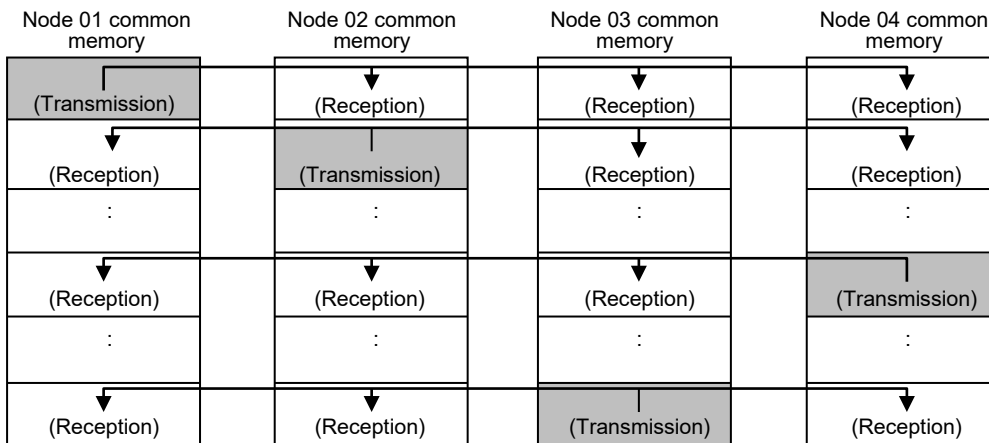 Node 01 common
memory
Node 02 common
memory
Node 03 common
memory
Node 04 common
memory
(Transmission)
(Reception)
(Reception)
(Reception)
(Reception)
(Transmission)
(Reception)
(Reception)
:
:
:
:
(Reception)
(Reception)
(Reception)
(Transmission)
:
:
:
:
(Reception)
(Reception)
(Transmission)
(Reception)